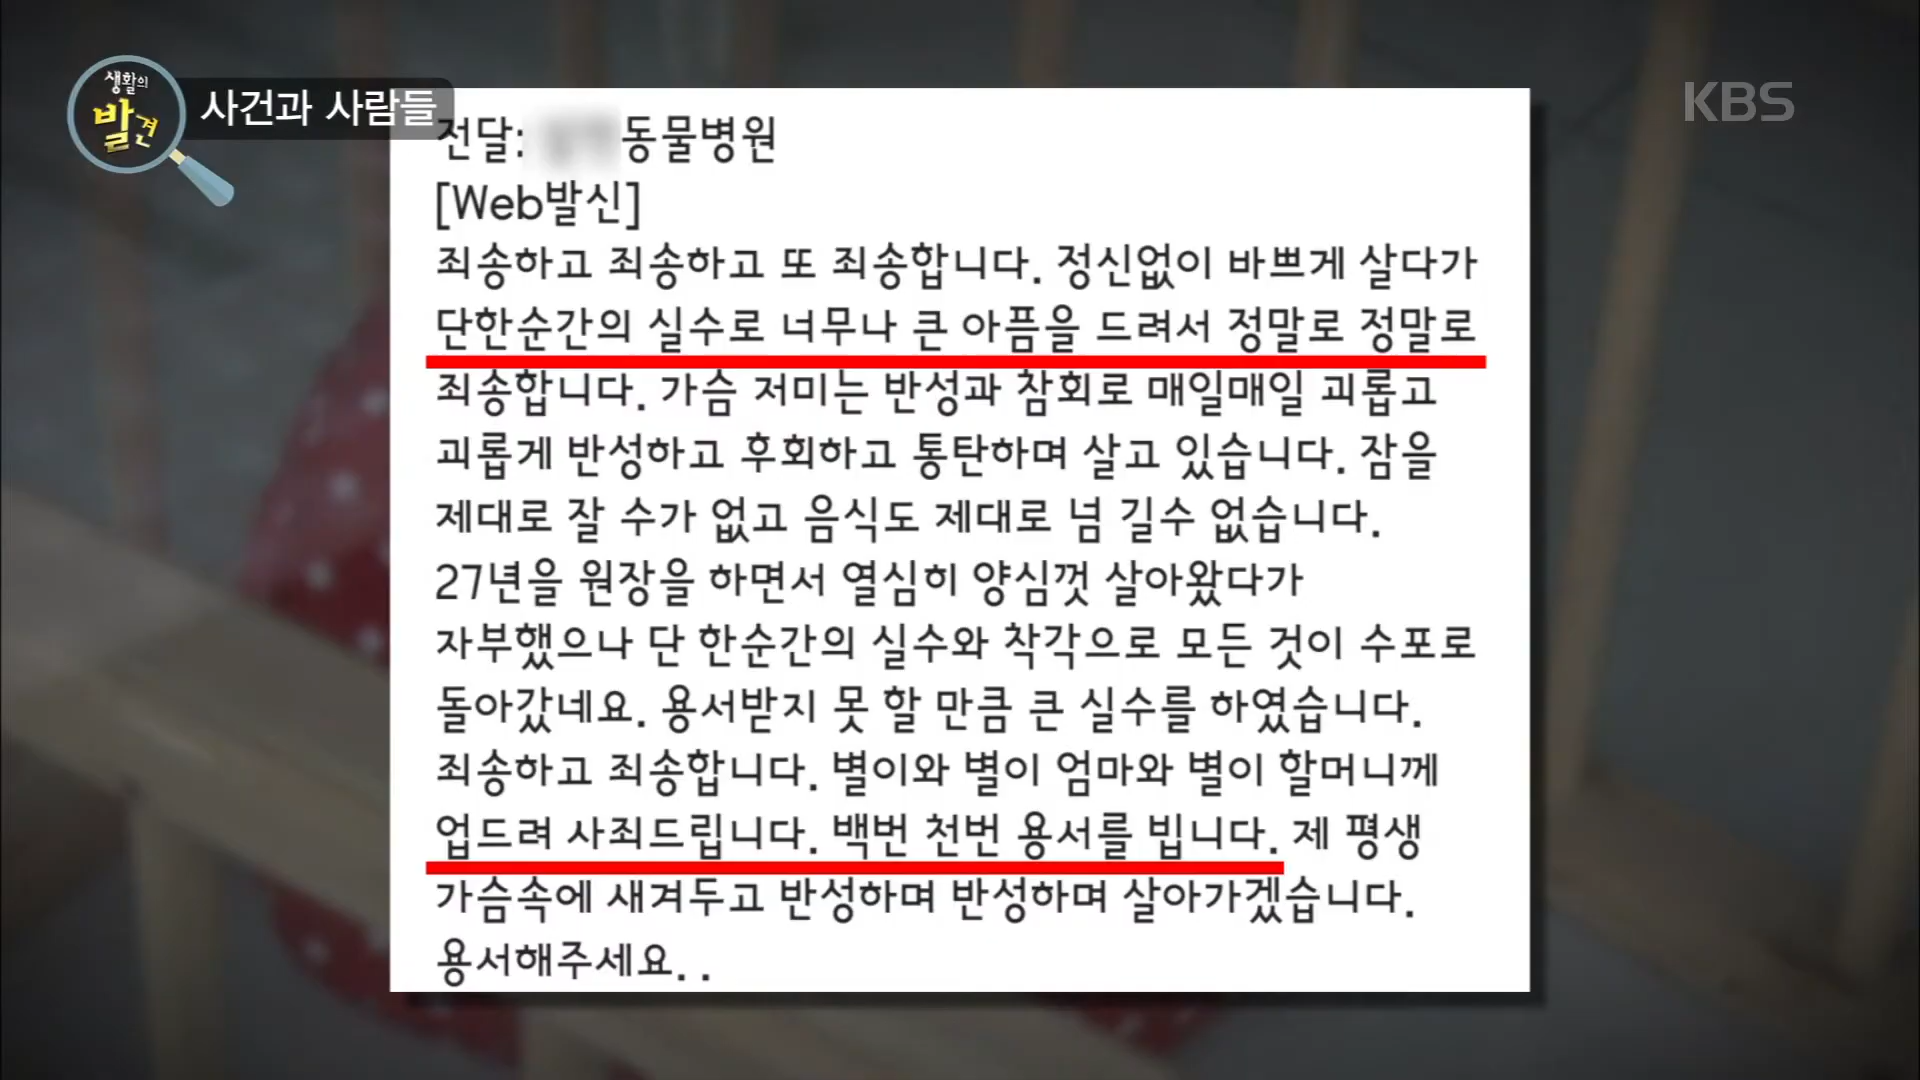 생활의
발견
사건과 사람들
KBS
전달: 동물병원
[Web발신]
죄송하고 죄송하고 또 죄송합니다. 정신없이 바쁘게 살다가
단한순간의 실수로 너무나 큰 아픔을 드려서 정말로 정말로
죄송합니다. 가슴 저미는 반성과 참회로 매일매일 괴롭고
괴롭게 반성하고 후회하고 통탄하며 살고 있습니다. 잠을
제대로 잘 수가 없고 음식도 제대로 넘 길수 없습니다.
27년을 원장을 하면서 열심히 양심껏 살아왔다가
자부했으나 단 한순간의 실수와 착각으로 모든 것이 수포로
돌아갔네요. 용서받지 못 할 만큼 큰 실수를 하였습니다.
죄송하고 죄송합니다. 별이와 별이 엄마와 별이 할머니께
업드려 사죄드립니다. 백번 천번 용서를 빕니다. 제 평생
가슴속에 새겨두고 반성하며 반성하며 살아가겠습니다.
용서해주세요. .